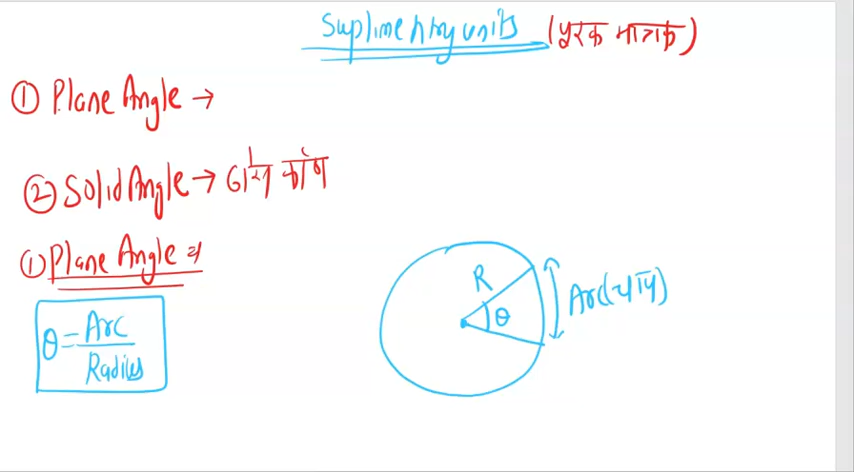 Suplimentry units (पूरक मात्रक)
① Plane Angle →
② Solid Angle → कोण
① Plane Angle ⇒
θ = Arc / Radius
R
θ
Arc (चाप)